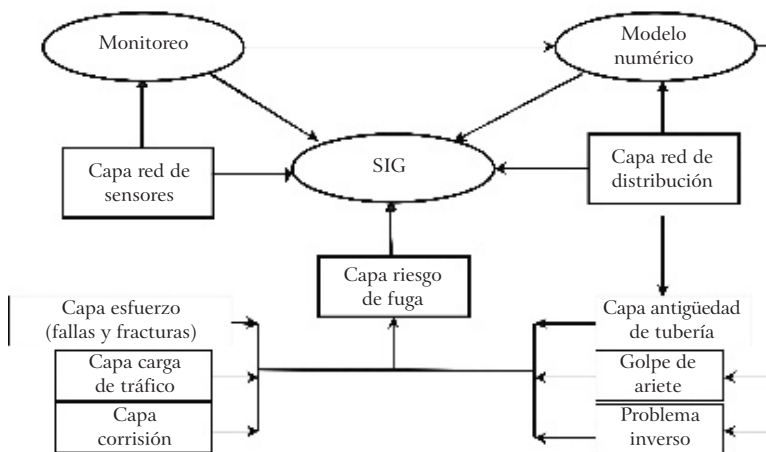 Monitoreo
Modelo
numérico
Capa red de
sensores
SIG
Capa red de
distribución
Capa riesgo
de fuga
Capa esfuerzo
(fallas y fracturas)
Capa antigüedad
de tubería
Capa carga
de tráfico
Golpe de
ariete
Capa
corrisión
Problema
inverso